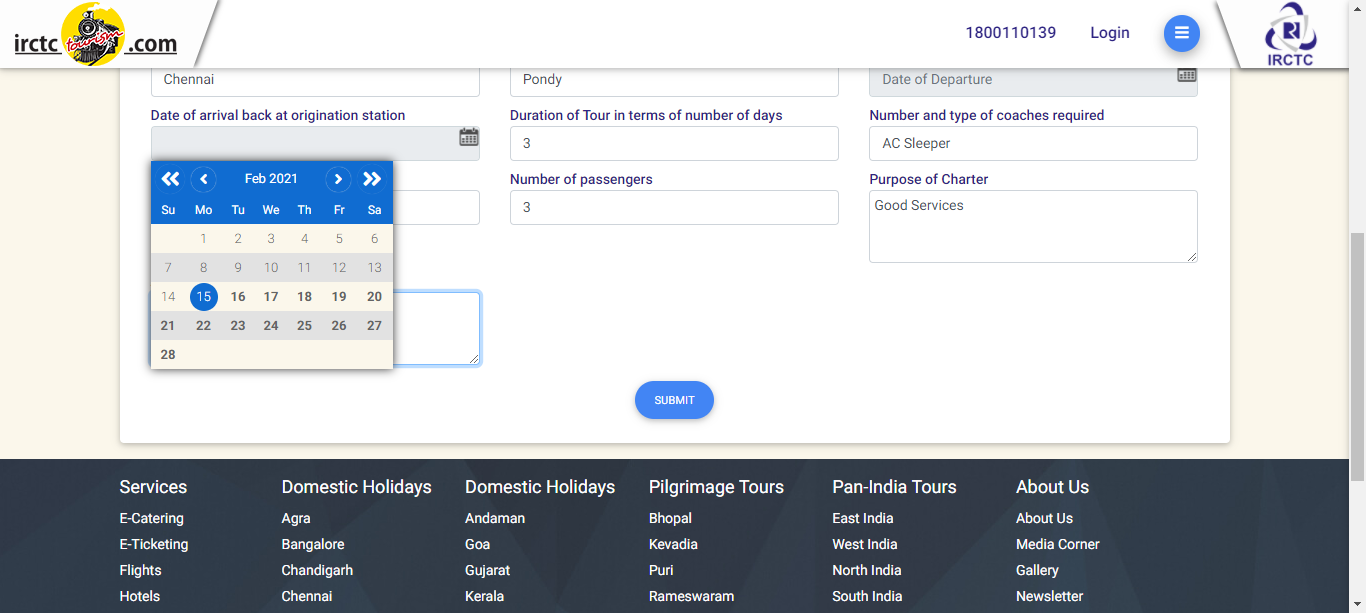 irctc tourism .com
1800110139 Login
IRCTC
Chennai Pondy Date of Departure
Date of arrival back at origination station Duration of Tour in terms of number of days Number and type of coaches required
3 AC Sleeper
Feb 2021
Number of passengers Purpose of Charter
Su Mo Tu We Th Fr Sa
3 Good Services
1 2 3 4 5 6
7 8 9 10 11 12 13
14 15 16 17 18 19 20
21 22 23 24 25 26 27
28
SUBMIT
Services Domestic Holidays Domestic Holidays Pilgrimage Tours Pan-India Tours About Us
E-Catering Agra Andaman Bhopal East India About Us
E-Ticketing Bangalore Goa Kevadia West India Media Corner
Flights Chandigarh Gujarat Puri North India Gallery
Hotels Chennai Kerala Rameswaram South India Newsletter